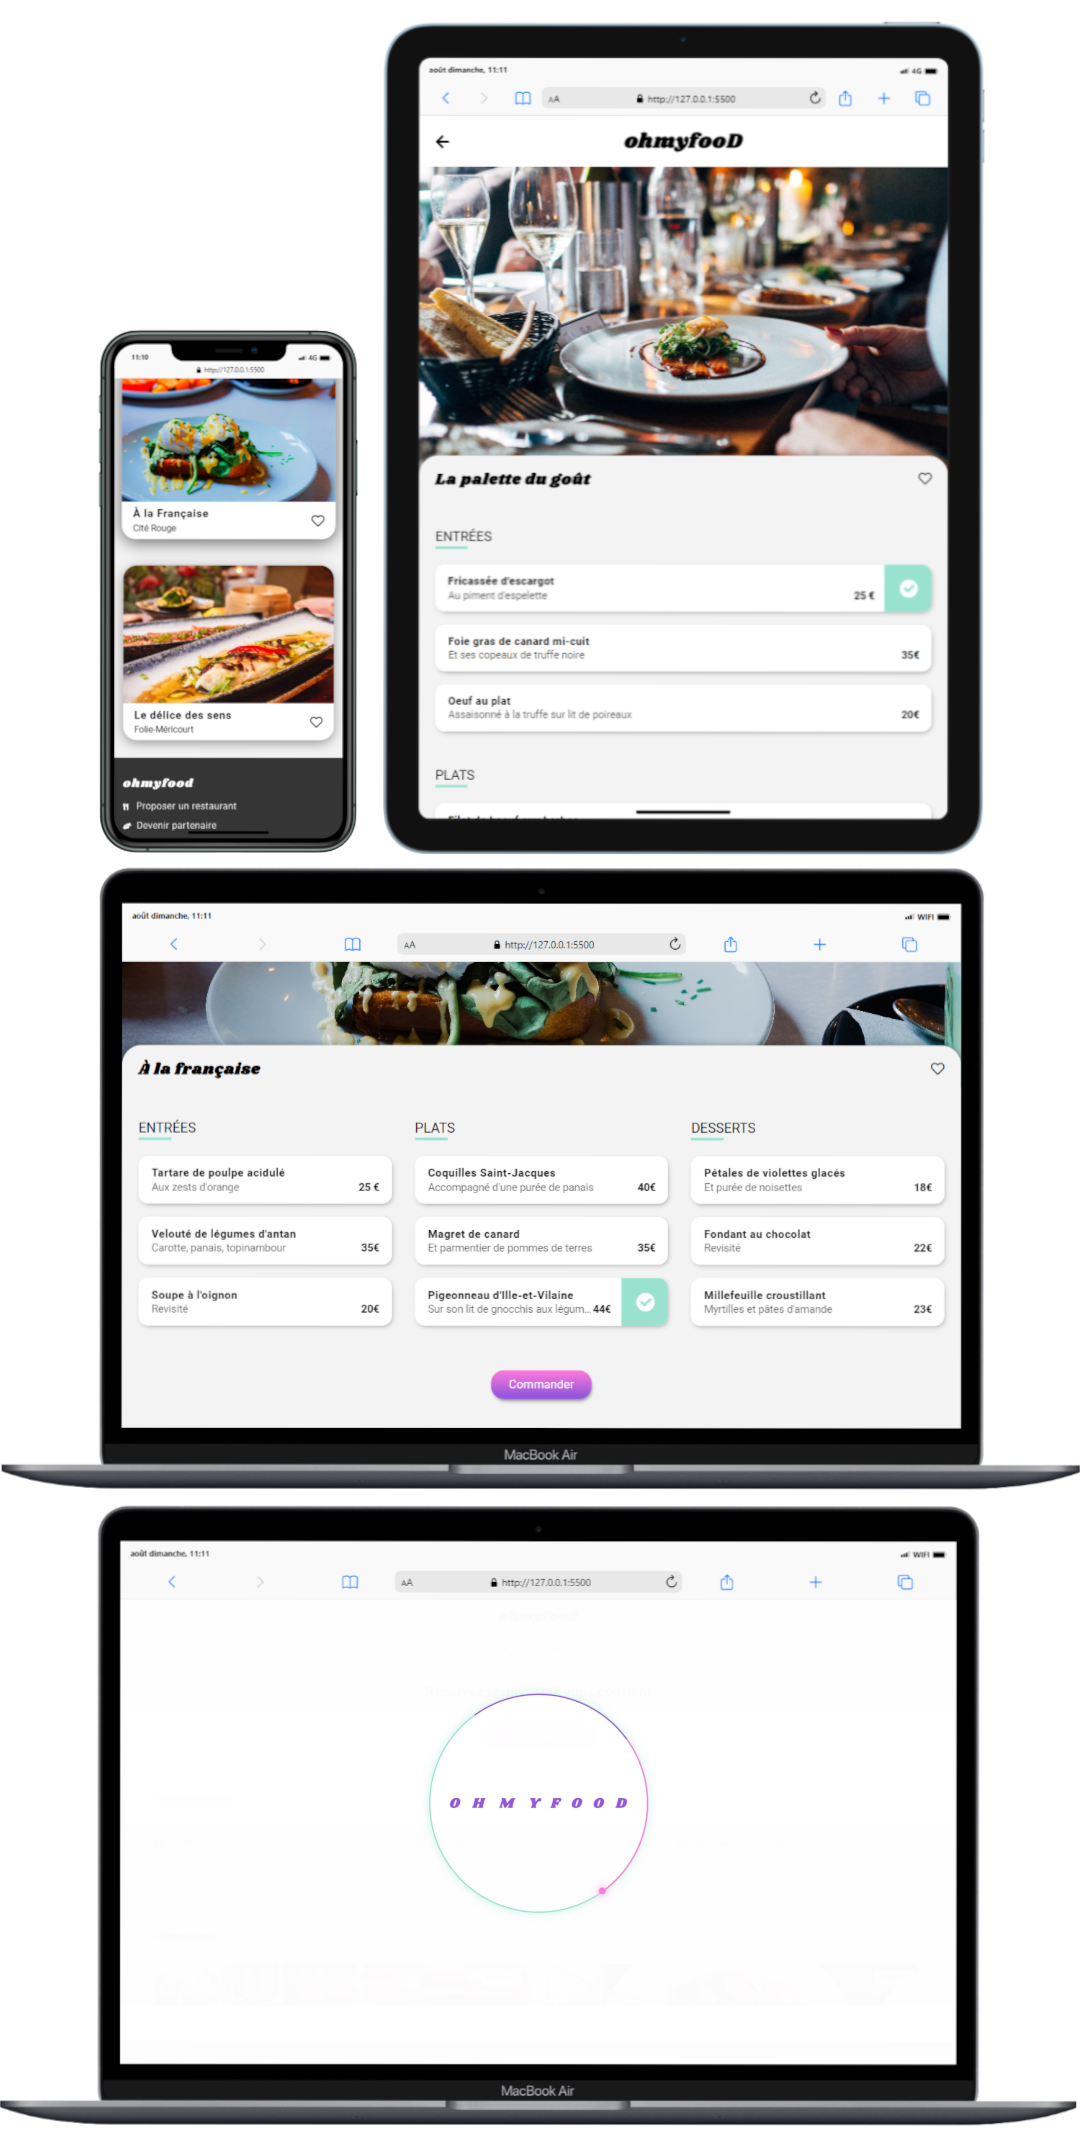 août dimanche, 11:11
4G
AA
http://127.0.0.1:5500
ohmyfooD
La palette du goût
ENTRÉES
Fricassée d'escargot
Au piment d'espelette
25 €
Foie gras de canard mi-cuit
Et ses copeaux de truffe noire
35€
Oeuf au plat
Assaisonné à la truffe sur lit de poireaux
20€
PLATS
11:10
4G
http://127.0.0.1:5500
À la Française
Cité Rouge
Le délice des sens
Folie-Méricourt
ohmyfood
Proposer un restaurant
Devenir partenaire
août dimanche, 11:11
WIFI
AA
http://127.0.0.1:5500
À la française
ENTRÉES
Tartare de poulpe acidulé
Aux zests d'orange
25 €
Velouté de légumes d'antan
Carotte, panais, topinambour
35€
Soupe à l'oignon
Revisité
20€
PLATS
Coquilles Saint-Jacques
Accompagné d'une purée de panais
40€
Magret de canard
Et parmentier de pommes de terres
35€
Pigeonneau d'Ille-et-Vilaine
Sur son lit de gnocchis aux légum...
44€
DESSERTS
Pétales de violettes glacés
Et purée de noisettes
18€
Fondant au chocolat
Revisité
22€
Millefeuille croustillant
Myrtilles et pâtes d'amande
23€
Commander
MacBook Air
août dimanche, 11:11
WIFI
AA
http://127.0.0.1:5500
OHMYFOOD
MacBook Air